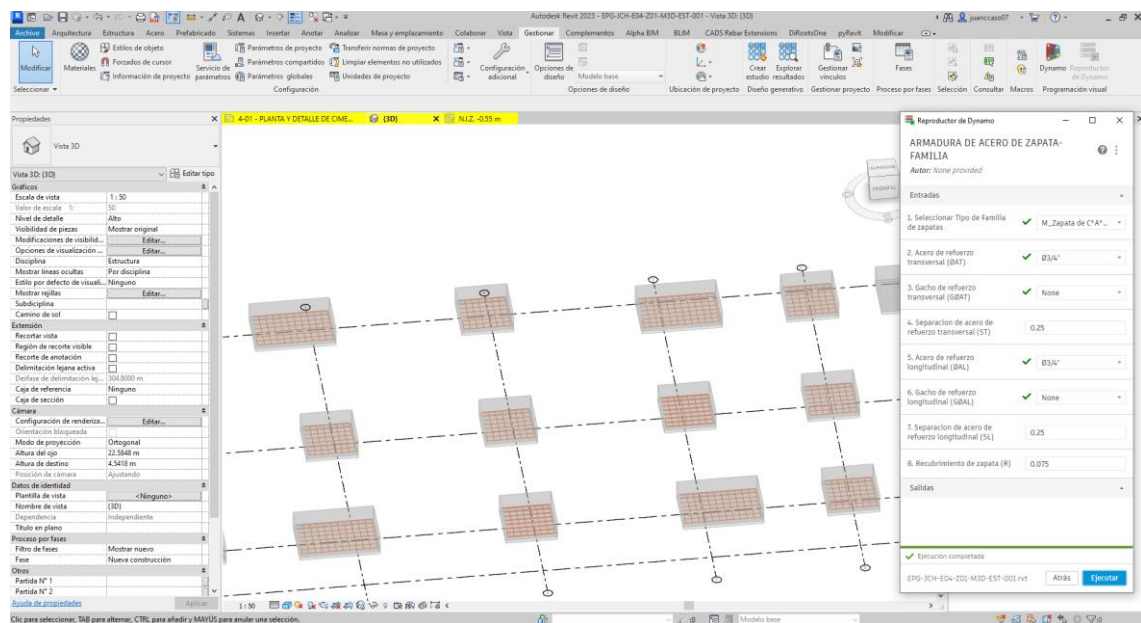 Autodesk Revit 2023 - EPG-JCH-E04-Z01-M3D-EST-001 - Vista 3D: {3D}
juanccaso07
Archivo Arquitectura Estructura Acero Prefabricado Sistemas Insertar Anotar Analizar Masa y emplazamiento Colaborar Vista Gestionar Complementos Alpha BIM BLIM CADS Rebar Extensions DiRootsOne pyRevit Modificar
Modificar
Materiales
Estilos de objeto
Forzados de cursor
Información de proyecto
Servicio de parámetros
Parámetros de proyecto
Parámetros compartidos
Parámetros globales
Transferir normas de proyecto
Limpiar elementos no utilizados
Unidades de proyecto
Configuración adicional
Opciones de diseño
Modelo base
Crear estudio
Explorar resultados
Gestionar vínculos
Fases
Dynamo
Reproductor de Dynamo
Seleccionar
Configuración
Opciones de diseño
Ubicación de proyecto
Diseño generativo
Gestionar proyecto
Proceso por fases
Selección
Consultar
Macros
Programación visual
Propiedades
4-01 - PLANTA Y DETALLE DE CIME...
{3D}
N.I.Z. -0.55 m
Vista 3D
Vista 3D: {3D}
Editar tipo
Gráficos
Escala de vista 1 : 50
Valor de escala 1: 50
Nivel de detalle Alto
Visibilidad de piezas Mostrar original
Modificaciones de visibilid... Editar...
Opciones de visualización ... Editar...
Disciplina Estructura
Mostrar líneas ocultas Por disciplina
Estilo por defecto de visuali... Ninguno
Mostrar rejillas Editar...
Subdiciplina
Camino de sol
Extensión
Recortar vista
Región de recorte visible
Recorte de anotación
Delimitación lejana activa
Desfase de delimitación lej... 304.8000 m
Caja de referencia Ninguno
Caja de sección
Cámara
Configuración de renderiza... Editar...
Orientación bloqueada
Modo de proyección Ortogonal
Altura del ojo 22.5848 m
Altura de destino 4.5418 m
Posición de cámara Ajustando
Datos de identidad
Plantilla de vista <Ninguno>
Nombre de vista {3D}
Dependencia Independiente
Título en plano
Proceso por fases
Filtro de fases Mostrar nuevo
Fase Nueva construcción
Otros
Partida N° 1
Partida N° 2
Ayuda de propiedades
Aplicar
FRONTAL
Reproductor de Dynamo
ARMADURA DE ACERO DE ZAPATA-
FAMILIA
Autor: None provided
Entradas
1. Seleccionar Tipo de Familia
de zapatas
M_Zapata de C°A°...
2. Acero de refuerzo
transversal (ØAT)
Ø3/4"
3. Gacho de refuerzo
transversal (GØAT)
None
4. Separacion de acero de
refuerzo transversal (ST)
0.25
5. Acero de refuerzo
longitudinal (ØAL)
Ø3/4"
6. Gacho de refuerzo
longitudinal (GØAL)
None
7. Separacion de acero de
refuerzo longitudinal (SL)
0.25
8. Recubrimiento de zapata (R)
0.075
Salidas
Ejecución completada
EPG-JCH-E04-Z01-M3D-EST-001.rvt
Atrás
Ejecutar
1 : 50
Clic para seleccionar, TAB para alternar, CTRL para añadir y MAYÚS para anular una selección.
:0
Modelo base
:0